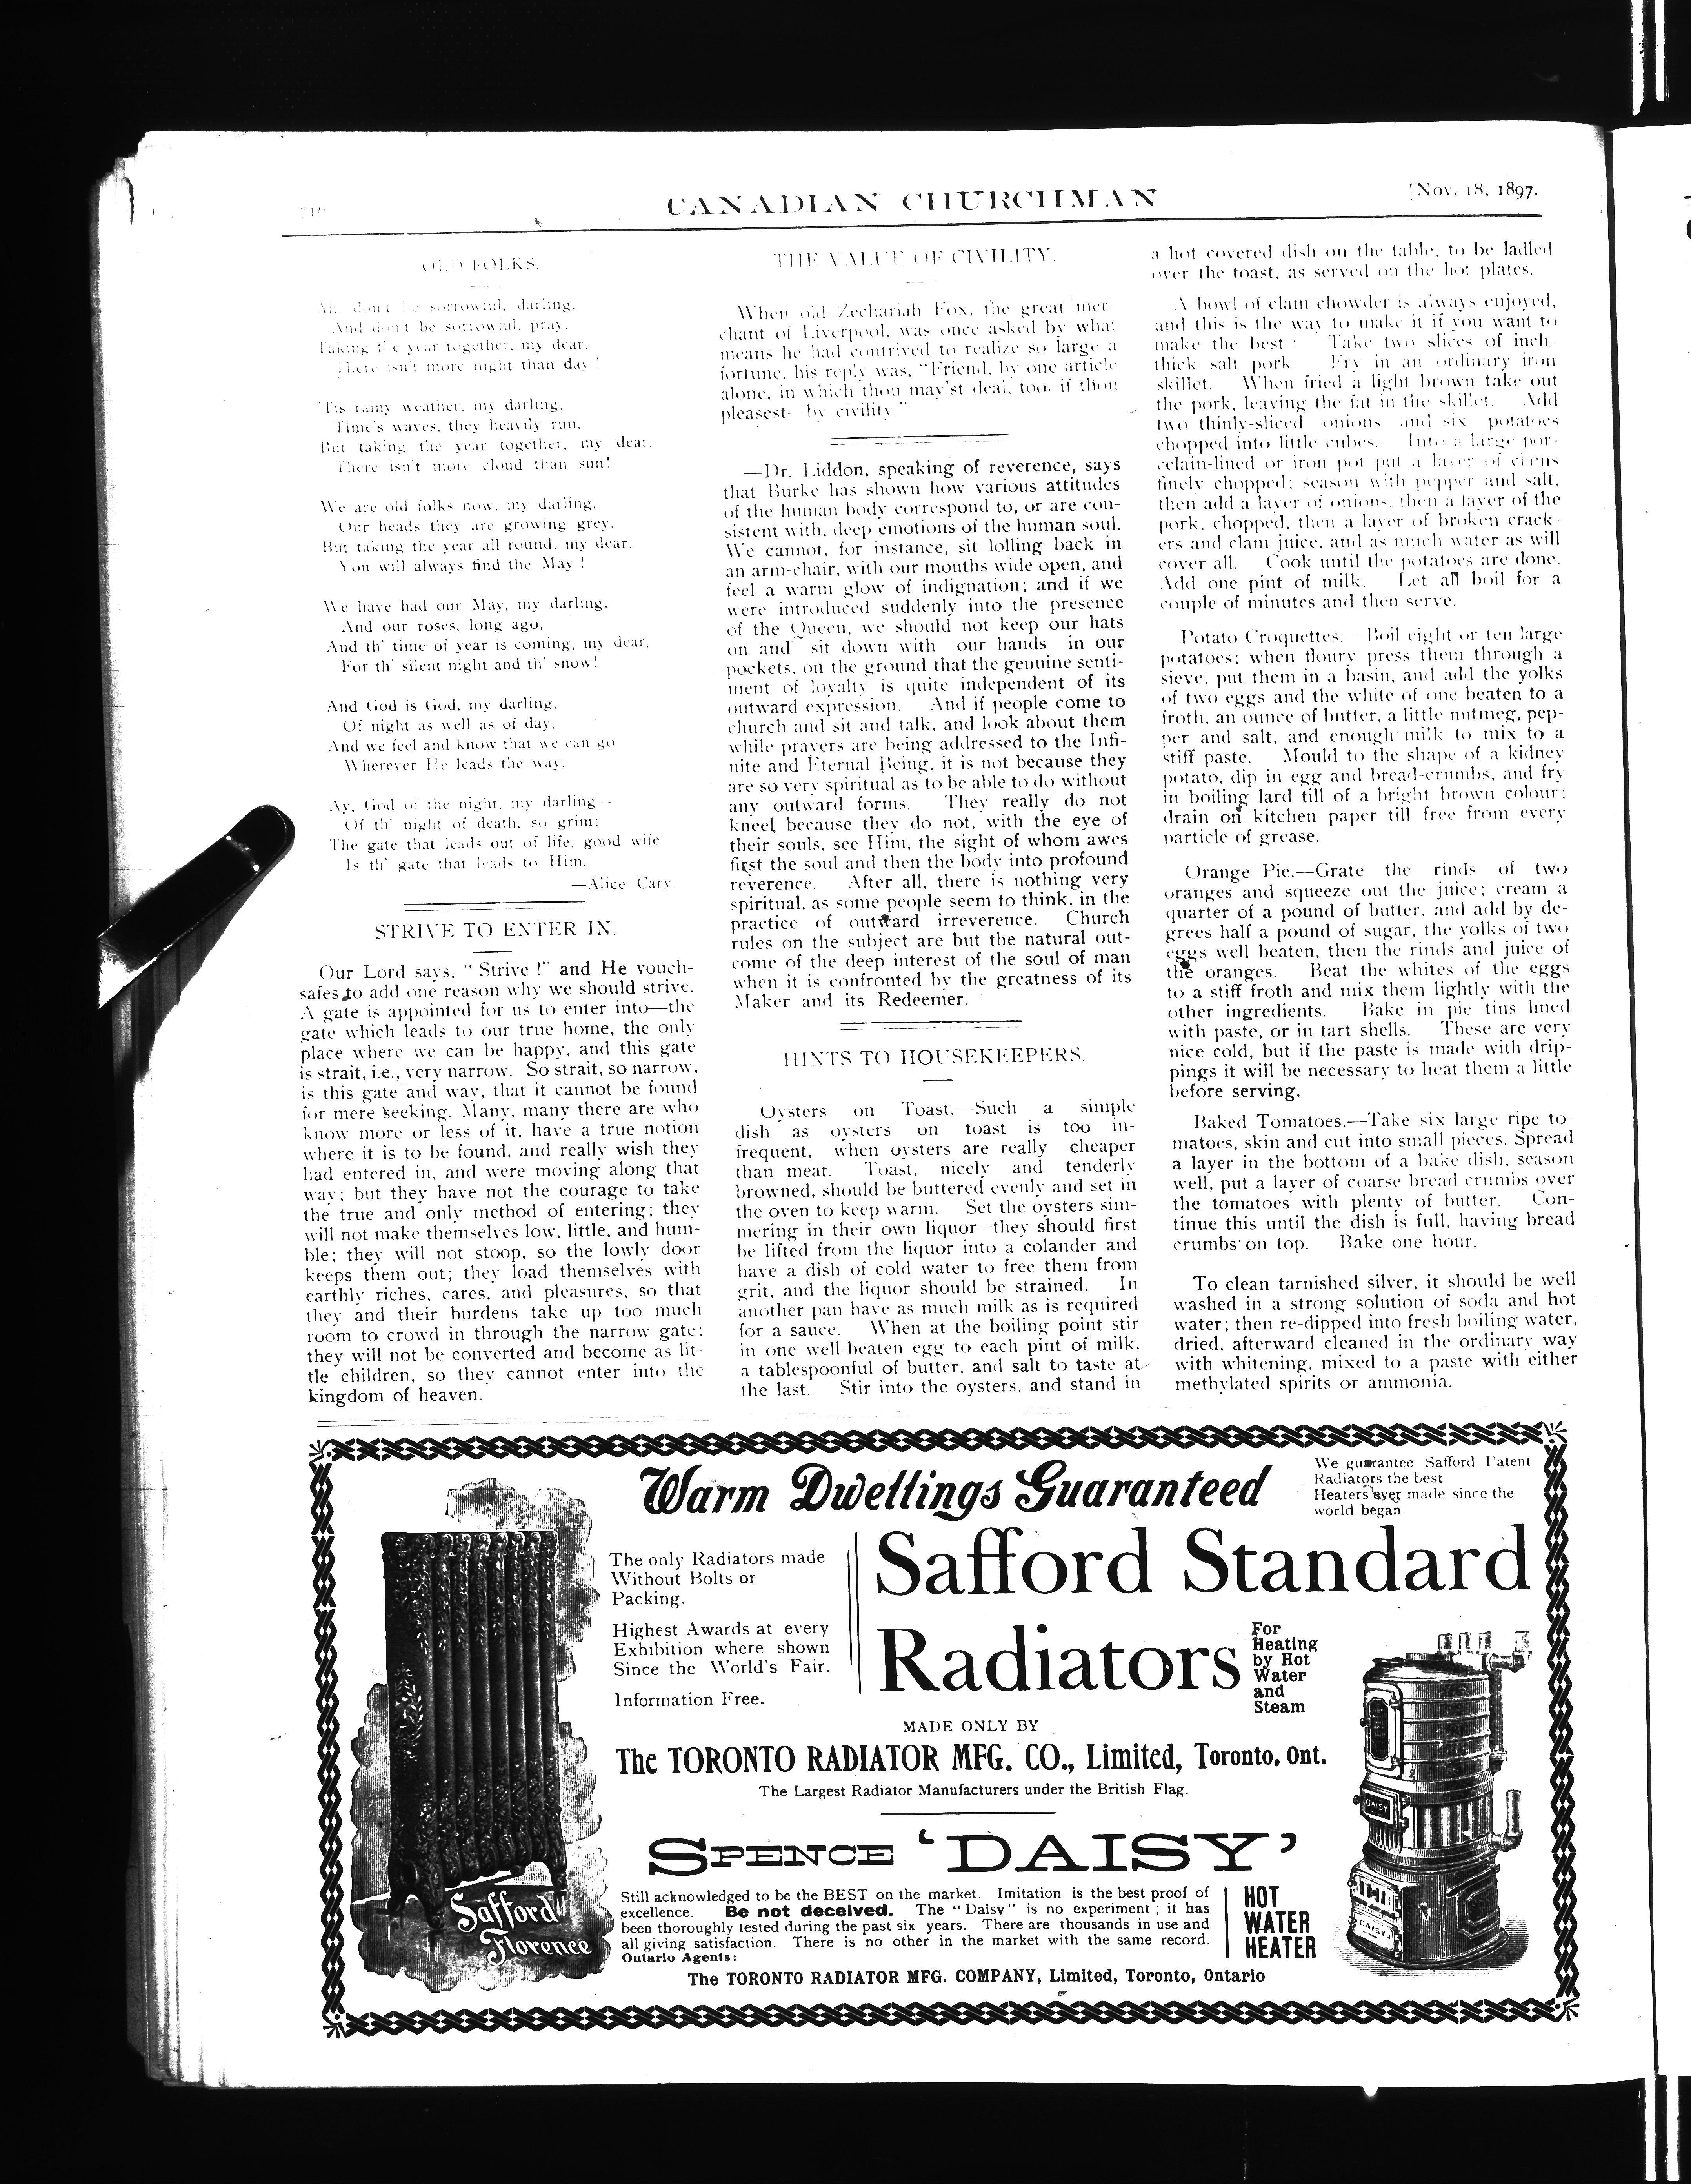 CANADIAN CHURCHMAN
[Nov. 18, 1897.
OLD FOLKS.
Ah, don't be sorrowful, darling,
And don't be sorrowful, pray,
Taking the year together, my dear,
There isn't more night than day!
'Tis rainy weather, my darling,
Time's waves, they heavily run,
But taking the year together, my dear,
There isn't more cloud than sun!
We are old folks now, my darling,
Our heads they are growing grey,
But taking the year all round, my dear,
You will always find the May!
We have had our May, my darling,
And our roses, long ago,
And th' time of year is coming, my dear,
For th' silent night and th' snow!
And God is God, my darling,
Of night as well as of day,
And we feel and know that we can go
Wherever He leads the way.
Ay, God of the night, my darling—
Of th' night of death, so grim;
The gate that leads out of life, good wife
Is th' gate that leads to Him.
—Alice Cary
STRIVE TO ENTER IN.
Our Lord says, "Strive!" and He vouch-
safes to add one reason why we should strive.
A gate is appointed for us to enter into—the
gate which leads to our true home, the only
place where we can be happy, and this gate
is strait, i.e., very narrow. So strait, so narrow,
is this gate and way, that it cannot be found
for mere seeking. Many, many there are who
know more or less of it, have a true notion
where it is to be found, and really wish they
had entered in, and were moving along that
way; but they have not the courage to take
the true and only method of entering; they
will not make themselves low, little, and hum-
ble; they will not stoop, so the lowly door
keeps them out; they load themselves with
earthly riches, cares, and pleasures, so that
they and their burdens take up too much
room to crowd in through the narrow gate;
they will not be converted and become as lit-
tle children, so they cannot enter into the
kingdom of heaven.
THE VALUE OF CIVILITY.
When old Zechariah Fox, the great mer
chant of Liverpool, was once asked by what
means he had contrived to realize so large a
fortune, his reply was, "Friend, by one article
alone, in which thou may'st deal, too, if thou
pleasest—by civility."
—Dr. Liddon, speaking of reverence, says
that Burke has shown how various attitudes
of the human body correspond to, or are con-
sistent with, deep emotions of the human soul.
We cannot, for instance, sit lolling back in
an arm-chair, with our mouths wide open, and
feel a warm glow of indignation; and if we
were introduced suddenly into the presence
of the Queen, we should not keep our hats
on and sit down with our hands in our
pockets, on the ground that the genuine senti-
ment of loyalty is quite independent of its
outward expression. And if people come to
church and sit and talk, and look about them
while prayers are being addressed to the Infi-
nite and Eternal Being, it is not because they
are so very spiritual as to be able to do without
any outward forms. They really do not
kneel because they do not, with the eye of
their souls, see Him, the sight of whom awes
first the soul and then the body into profound
reverence. After all, there is nothing very
spiritual, as some people seem to think, in the
practice of outward irreverence. Church
rules on the subject are but the natural out-
come of the deep interest of the soul of man
when it is confronted by the greatness of its
Maker and its Redeemer.
HINTS TO HOUSEKEEPERS.
Oysters on Toast.—Such a simple
dish as oysters on toast is too in-
frequent, when oysters are really cheaper
than meat. Toast, nicely and tenderly
browned, should be buttered evenly and set in
the oven to keep warm. Set the oysters sim-
mering in their own liquor—they should first
be lifted from the liquor into a colander and
have a dish of cold water to free them from
grit, and the liquor should be strained. In
another pan have as much milk as is required
for a sauce. When at the boiling point stir
in one well-beaten egg to each pint of milk,
a tablespoonful of butter, and salt to taste at
the last. Stir into the oysters, and stand in
a hot covered dish on the table, to be ladled
over the toast, as served on the hot plates.
A bowl of clam chowder is always enjoyed,
and this is the way to make it if you want to
make the best: Take two slices of inch
thick salt pork. Fry in an ordinary iron
skillet. When fried a light brown take out
the pork, leaving the fat in the skillet. Add
two thinly-sliced onions and six potatoes
chopped into little cubes. Into a large por-
celain-lined or iron pot put a layer of clams
finely chopped; season with pepper and salt,
then add a layer of onions, then a layer of the
pork, chopped, then a layer of broken crack-
ers and clam juice, and as much water as will
cover all. Cook until the potatoes are done.
Add one pint of milk. Let all boil for a
couple of minutes and then serve.
Potato Croquettes.—Boil eight or ten large
potatoes; when floury press them through a
sieve, put them in a basin, and add the yolks
of two eggs and the white of one beaten to a
froth, an ounce of butter, a little nutmeg, pep-
per and salt, and enough milk to mix to a
stiff paste. Mould to the shape of a kidney
potato, dip in egg and bread-crumbs, and fry
in boiling lard till of a bright brown colour;
drain on kitchen paper till free from every
particle of grease.
Orange Pie.—Grate the rinds of two
oranges and squeeze out the juice; cream a
quarter of a pound of butter, and add by de-
grees half a pound of sugar, the yolks of two
eggs well beaten, then the rinds and juice of
the oranges. Beat the whites of the eggs
to a stiff froth and mix them lightly with the
other ingredients. Bake in pie tins lined
with paste, or in tart shells. These are very
nice cold, but if the paste is made with drip-
pings it will be necessary to heat them a little
before serving.
Baked Tomatoes.—Take six large ripe to-
matoes, skin and cut into small pieces. Spread
a layer in the bottom of a bake dish, season
well, put a layer of coarse bread crumbs over
the tomatoes with plenty of butter. Con-
tinue this until the dish is full, having bread
crumbs on top. Bake one hour.
To clean tarnished silver, it should be well
washed in a strong solution of soda and hot
water; then re-dipped into fresh boiling water,
dried, afterward cleaned in the ordinary way
with whitening, mixed to a paste with either
methylated spirits or ammonia.
Warm Dwellings Guaranteed
We guarantee Safford Patent
Radiators the best
Heaters ever made since the
world began
The only Radiators made
Without Bolts or
Packing.
Highest Awards at every
Exhibition where shown
Since the World's Fair.
Information Free.
Safford Standard
Radiators
For
Heating
by Hot
Water
and
Steam
MADE ONLY BY
The TORONTO RADIATOR MFG. CO., Limited, Toronto, Ont.
The Largest Radiator Manufacturers under the British Flag.
SPENCE 'DAISY'
Still acknowledged to be the BEST on the market. Imitation is the best proof of
excellence. Be not deceived. The "Daisy" is no experiment; it has
been thoroughly tested during the past six years. There are thousands in use and
all giving satisfaction. There is no other in the market with the same record.
Ontario Agents:
HOT
WATER
HEATER
The TORONTO RADIATOR MFG. COMPANY, Limited, Toronto, Ontario
Safford
Florence
DAISY
DAISY